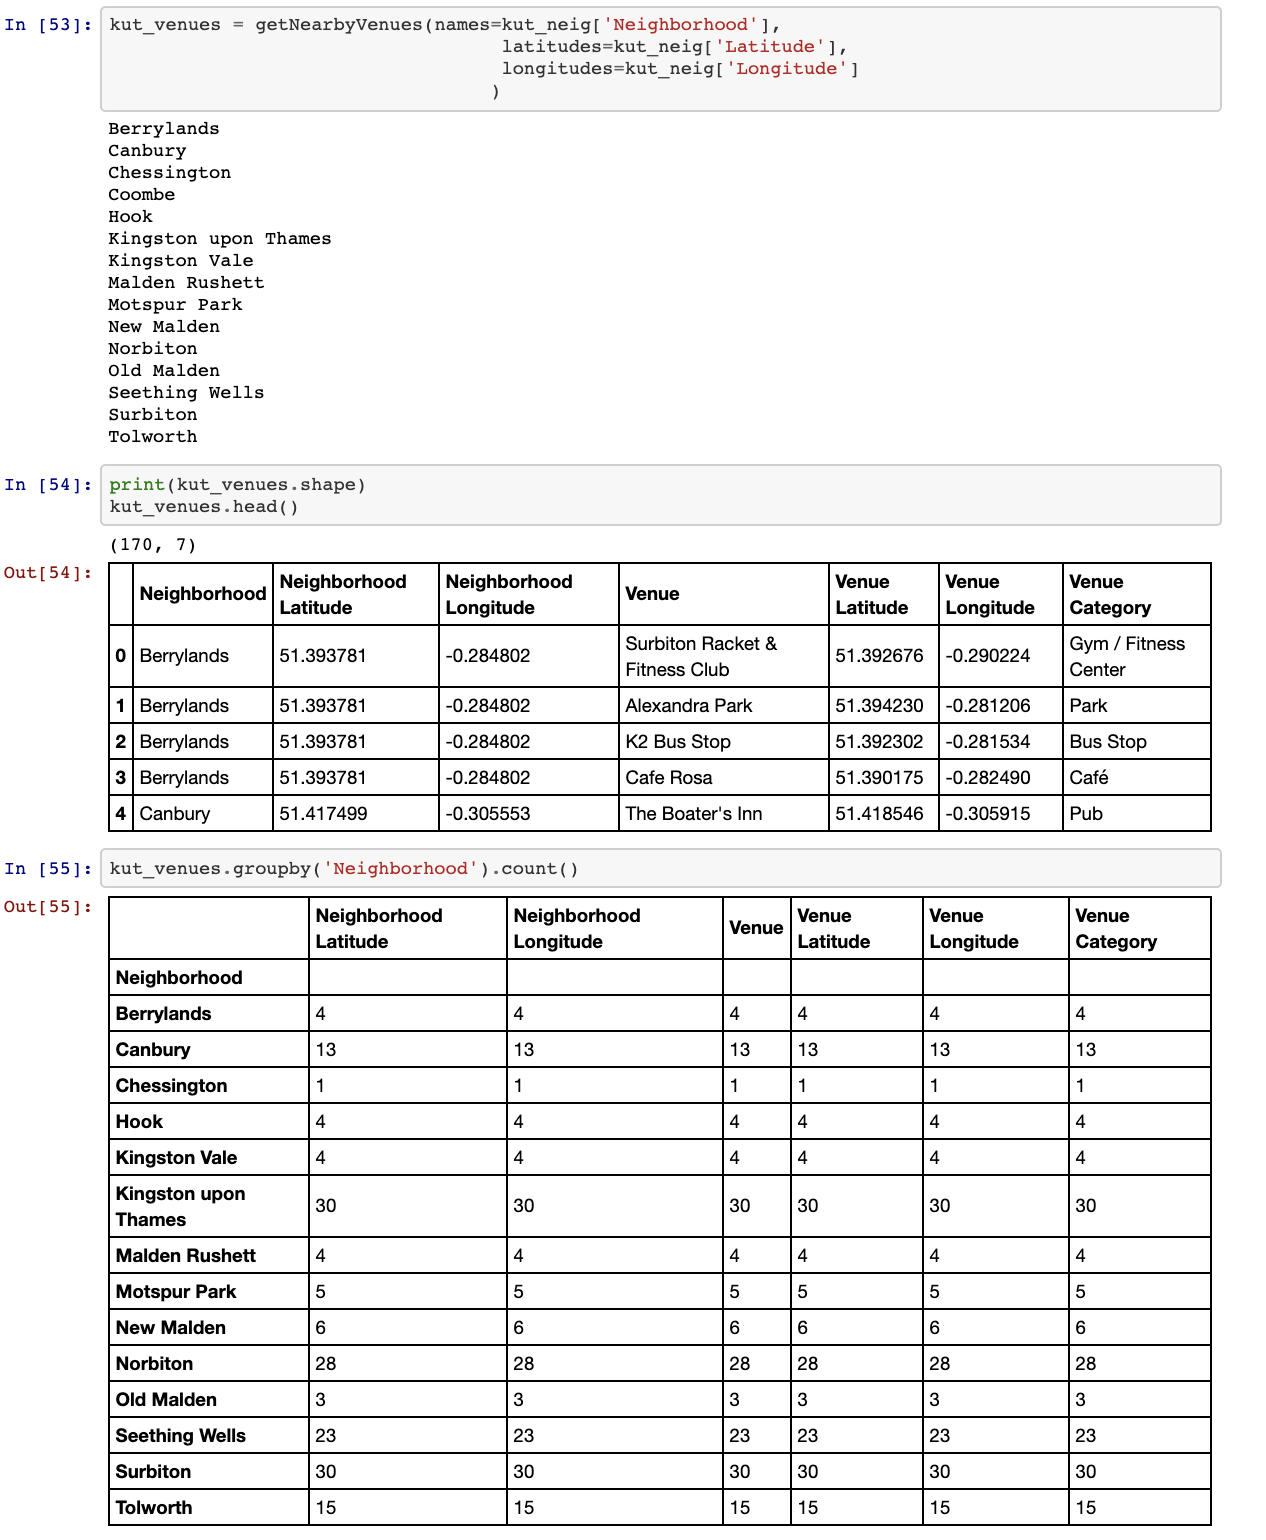 In [53]: kut_venues = getNearbyVenues(names=kut_neig['Neighborhood'],
latitudes=kut_neig['Latitude'],
longitudes=kut_neig['Longitude']
)
Berrylands
Canbury
Chessington
Coombe
Hook
Kingston upon Thames
Kingston Vale
Malden Rushett
Motspur Park
New Malden
Norbiton
Old Malden
Seething Wells
Surbiton
Tolworth
In [54]: print(kut_venues.shape)
kut_venues.head()
(170, 7)
Out[54]:
Neighborhood Neighborhood Latitude Neighborhood Longitude Venue Venue Latitude Venue Longitude Venue Category
0 Berrylands 51.393781 -0.284802 Surbiton Racket & Fitness Club 51.392676 -0.290224 Gym / Fitness Center
1 Berrylands 51.393781 -0.284802 Alexandra Park 51.394230 -0.281206 Park
2 Berrylands 51.393781 -0.284802 K2 Bus Stop 51.392302 -0.281534 Bus Stop
3 Berrylands 51.393781 -0.284802 Cafe Rosa 51.390175 -0.282490 Café
4 Canbury 51.417499 -0.305553 The Boater's Inn 51.418546 -0.305915 Pub
In [55]: kut_venues.groupby('Neighborhood').count()
Out[55]:
Neighborhood Latitude Neighborhood Longitude Venue Venue Latitude Venue Longitude Venue Category
Neighborhood
Berrylands 4 4 4 4 4 4
Canbury 13 13 13 13 13 13
Chessington 1 1 1 1 1 1
Hook 4 4 4 4 4 4
Kingston Vale 4 4 4 4 4 4
Kingston upon Thames 30 30 30 30 30 30
Malden Rushett 4 4 4 4 4 4
Motspur Park 5 5 5 5 5 5
New Malden 6 6 6 6 6 6
Norbiton 28 28 28 28 28 28
Old Malden 3 3 3 3 3 3
Seething Wells 23 23 23 23 23 23
Surbiton 30 30 30 30 30 30
Tolworth 15 15 15 15 15 15